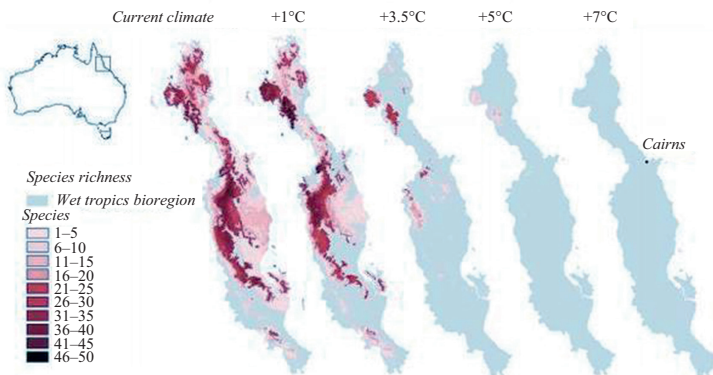 Current climate
+1°C
+3.5°C
+5°C
+7°C
Cairns
Species richness
Wet tropics bioregion
Species
1–5
6–10
11–15
16–20
21–25
26–30
31–35
36–40
41–45
46–50